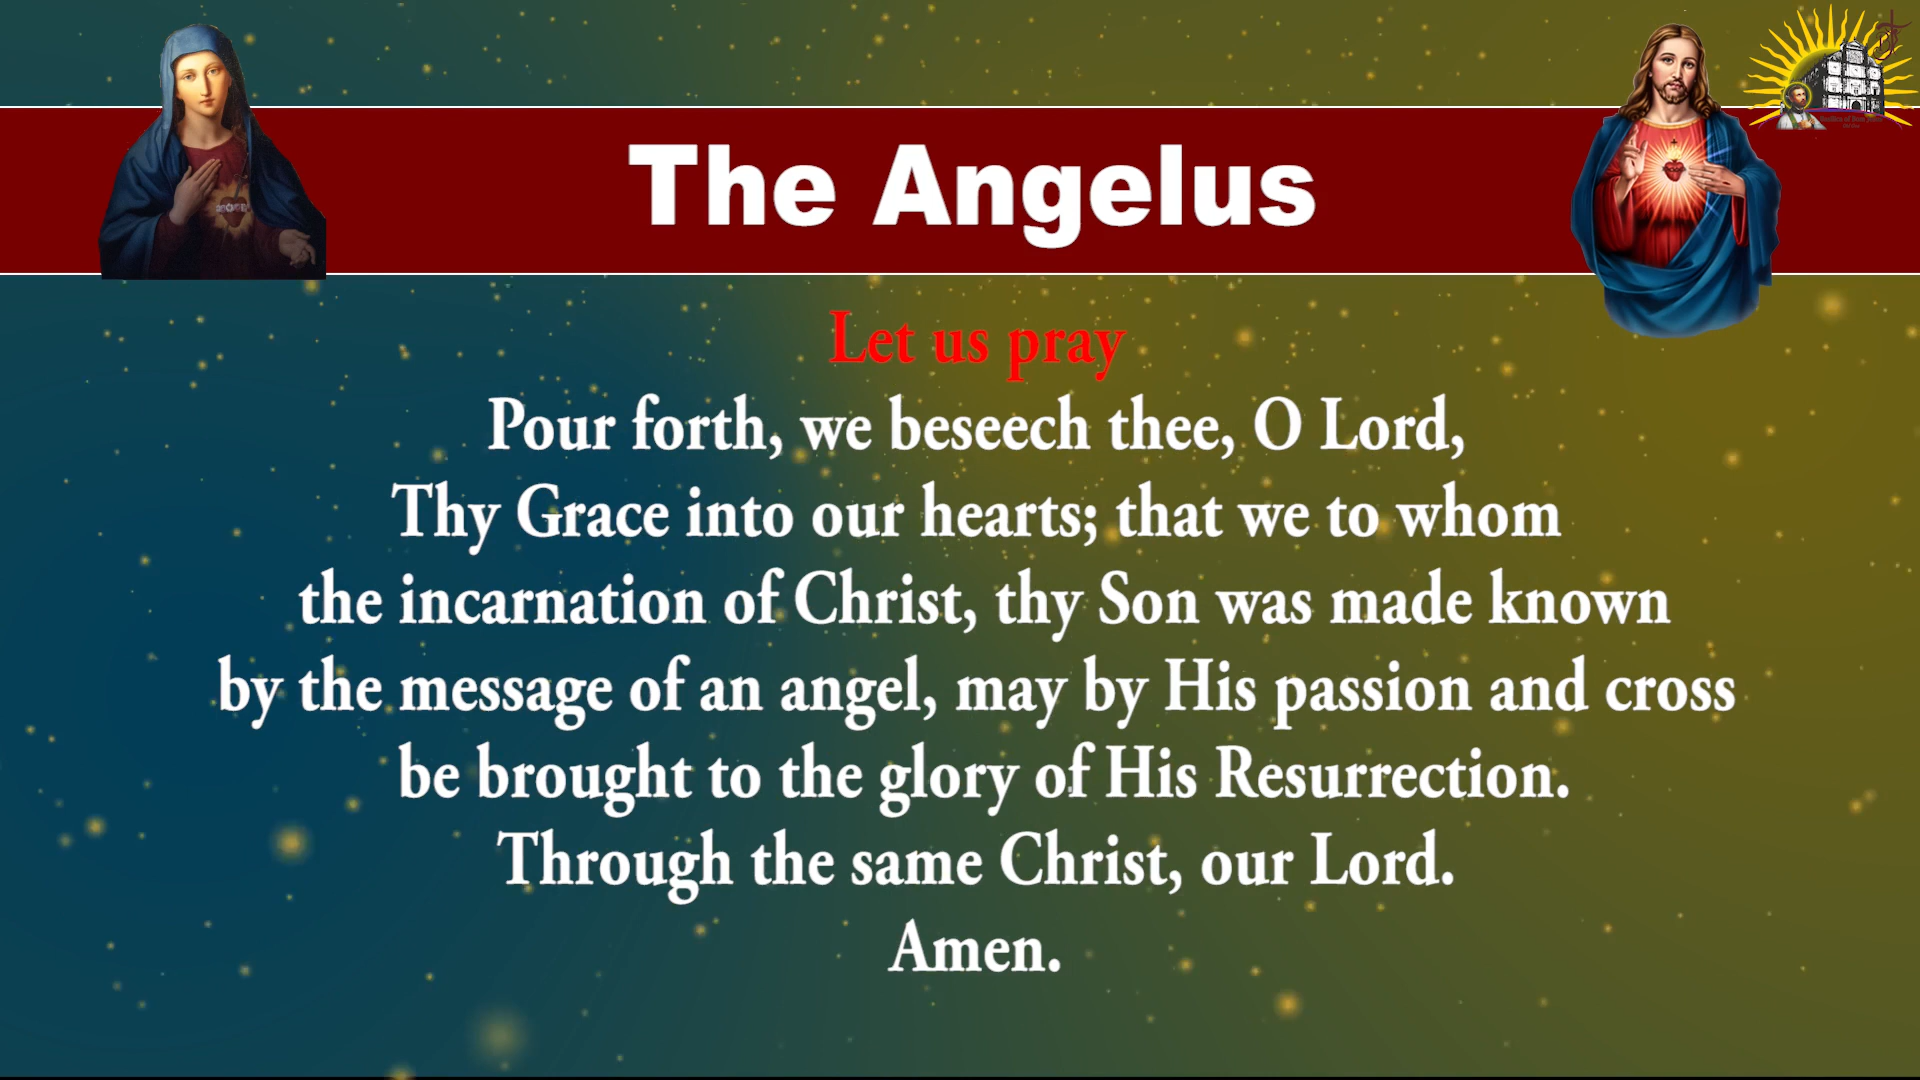 The Angelus
Let us pray
Pour forth, we beseech thee, O Lord,
Thy Grace into our hearts; that we to whom
the incarnation of Christ, thy Son was made known
by the message of an angel, may by His passion and cross
be brought to the glory of His Resurrection.
Through the same Christ, our Lord.
Amen.